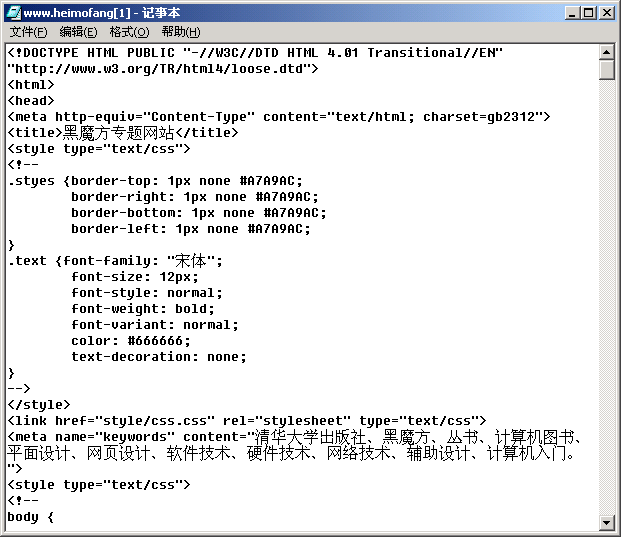 www.heimofang[1] - 记事本
文件(F) 编辑(E) 格式(O) 帮助(H)
<!DOCTYPE HTML PUBLIC "-//W3C//DTD HTML 4.01 Transitional//EN"
"http://www.w3.org/TR/html4/loose.dtd">
<html>
<head>
<meta http-equiv="Content-Type" content="text/html; charset=gb2312">
<title>黑魔方专题网站</title>
<style type="text/css">
<!--
.styes {border-top: 1px none #A7A9AC;
        border-right: 1px none #A7A9AC;
        border-bottom: 1px none #A7A9AC;
        border-left: 1px none #A7A9AC;
}
.text {font-family: "宋体";
        font-size: 12px;
        font-style: normal;
        font-weight: bold;
        font-variant: normal;
        color: #666666;
        text-decoration: none;
}
-->
</style>
<link href="style/css.css" rel="stylesheet" type="text/css">
<meta name="keywords" content="清华大学出版社、黑魔方、丛书、计算机图书、
平面设计、网页设计、软件技术、硬件技术、网络技术、辅助设计、计算机入门。
">
<style type="text/css">
<!--
body {